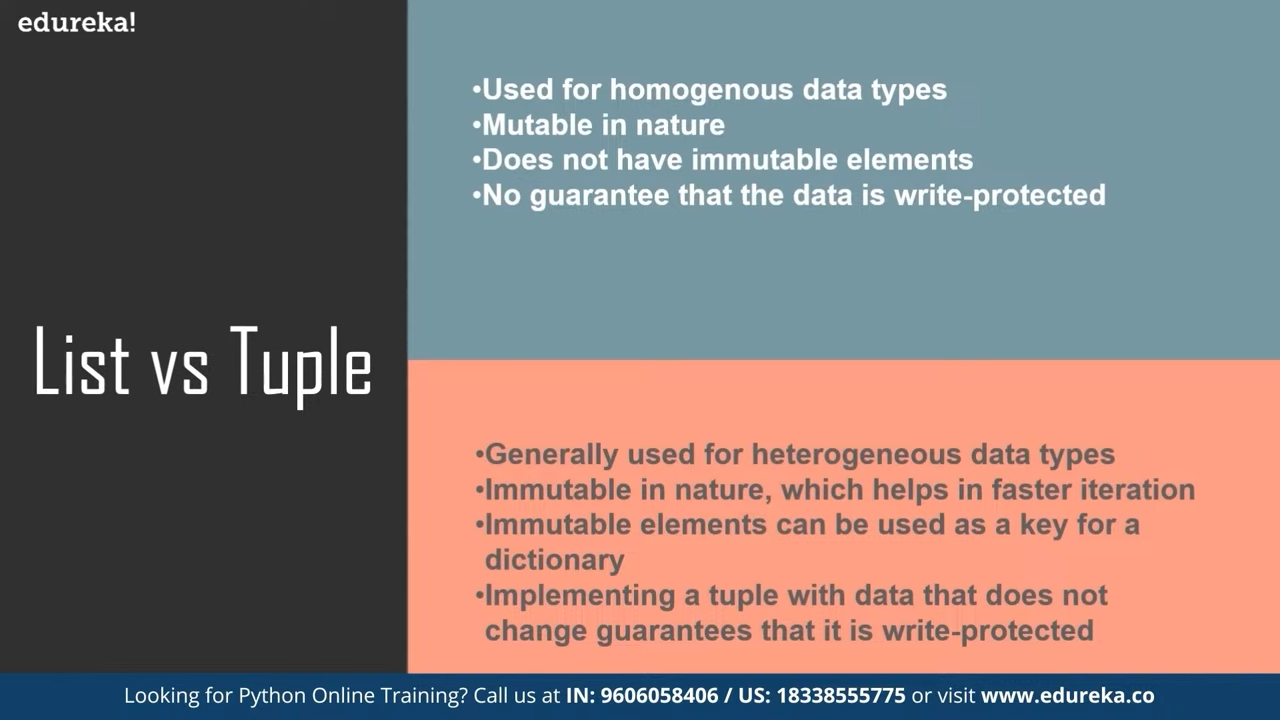 edureka!
•Used for homogenous data types
•Mutable in nature
•Does not have immutable elements
•No guarantee that the data is write-protected
List vs Tuple
•Generally used for heterogeneous data types
•Immutable in nature, which helps in faster iteration
•Immutable elements can be used as a key for a
dictionary
•Implementing a tuple with data that does not
change guarantees that it is write-protected
Looking for Python Online Training? Call us at IN: 9606058406 / US: 18338555775 or visit www.edureka.co